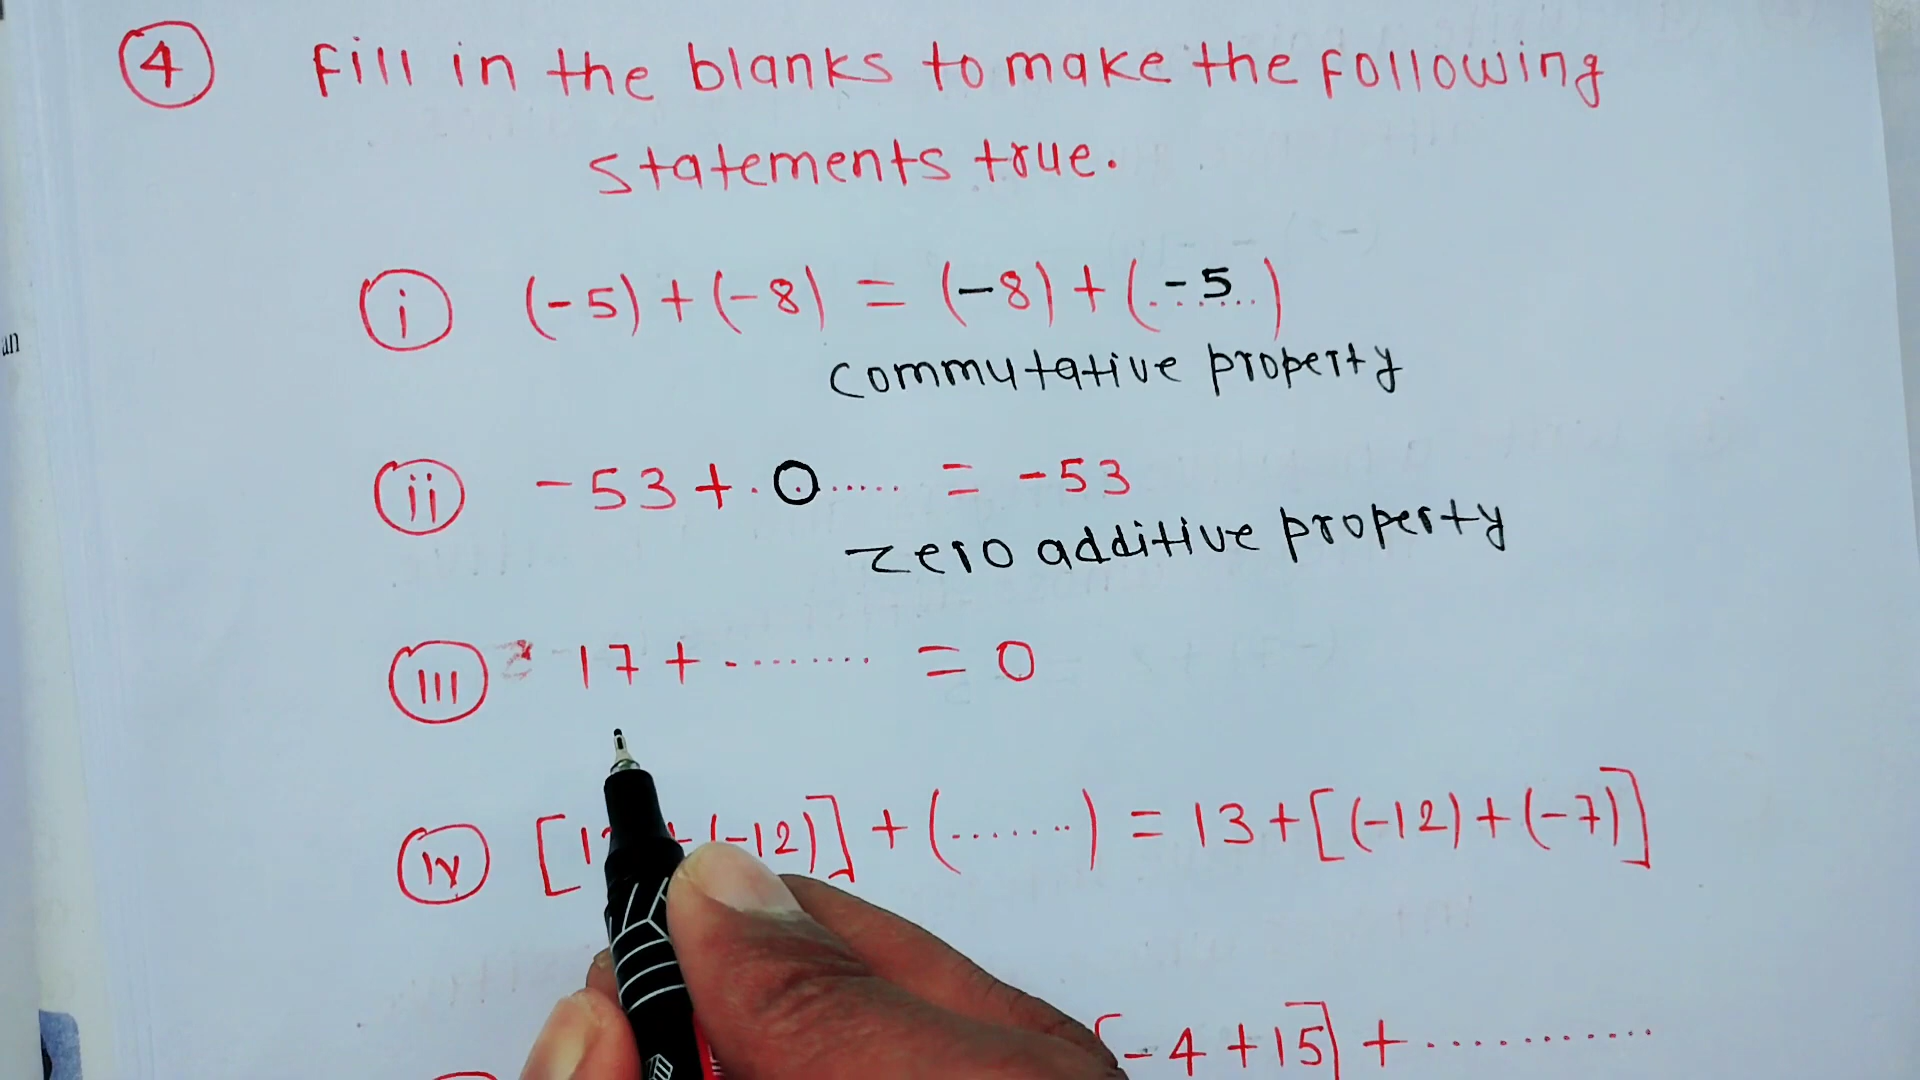 4 Fill in the blanks to make the following
statements true.
i (-5) + (-8) = (-8) + (.-5......)
commutative property
ii -53 + .0...... = -53
zero additive property
iii 17 + ........ = 0
iv [ (-12)] + (.......) = 13 + [(-12) + (-7)]
-4 + 15] + ...........
an